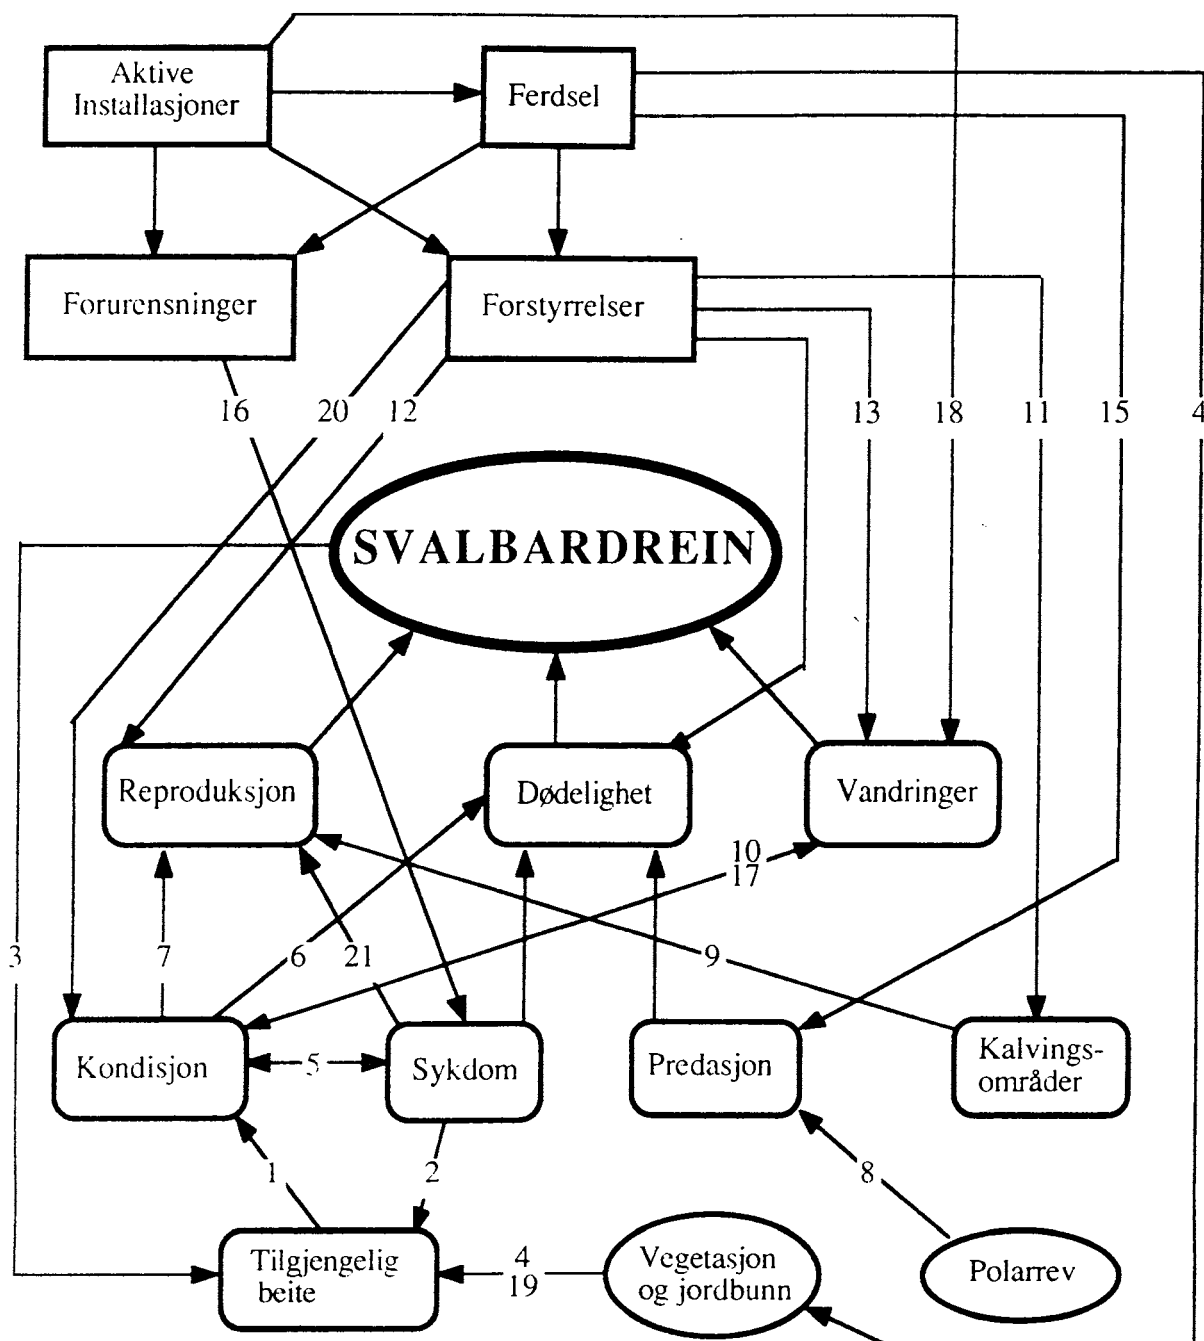 Aktive
Installasjoner
Ferdsel
Forurensninger
Forstyrrelser
16
20
12
13
18
11
15
4
SVALBARDREIN
Reproduksjon
Dødelighet
Vandringer
10
17
3
7
6
21
9
Kondisjon
5
Sykdom
Predasjon
Kalvings-
områder
1
2
8
Tilgjengelig
beite
4
19
Vegetasjon
og jordbunn
Polarrev